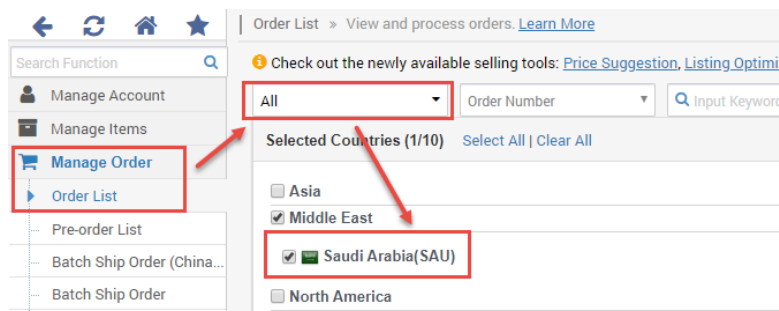 Order List » View and process orders. Learn More
Search Function
Check out the newly available selling tools: Price Suggestion, Listing Optimi
Manage Account
All
Order Number
Input Keyword
Manage Items
Manage Order
Selected Countries (1/10) Select All | Clear All
Order List
Asia
Middle East
Pre-order List
Saudi Arabia(SAU)
Batch Ship Order (China...
Batch Ship Order
North America